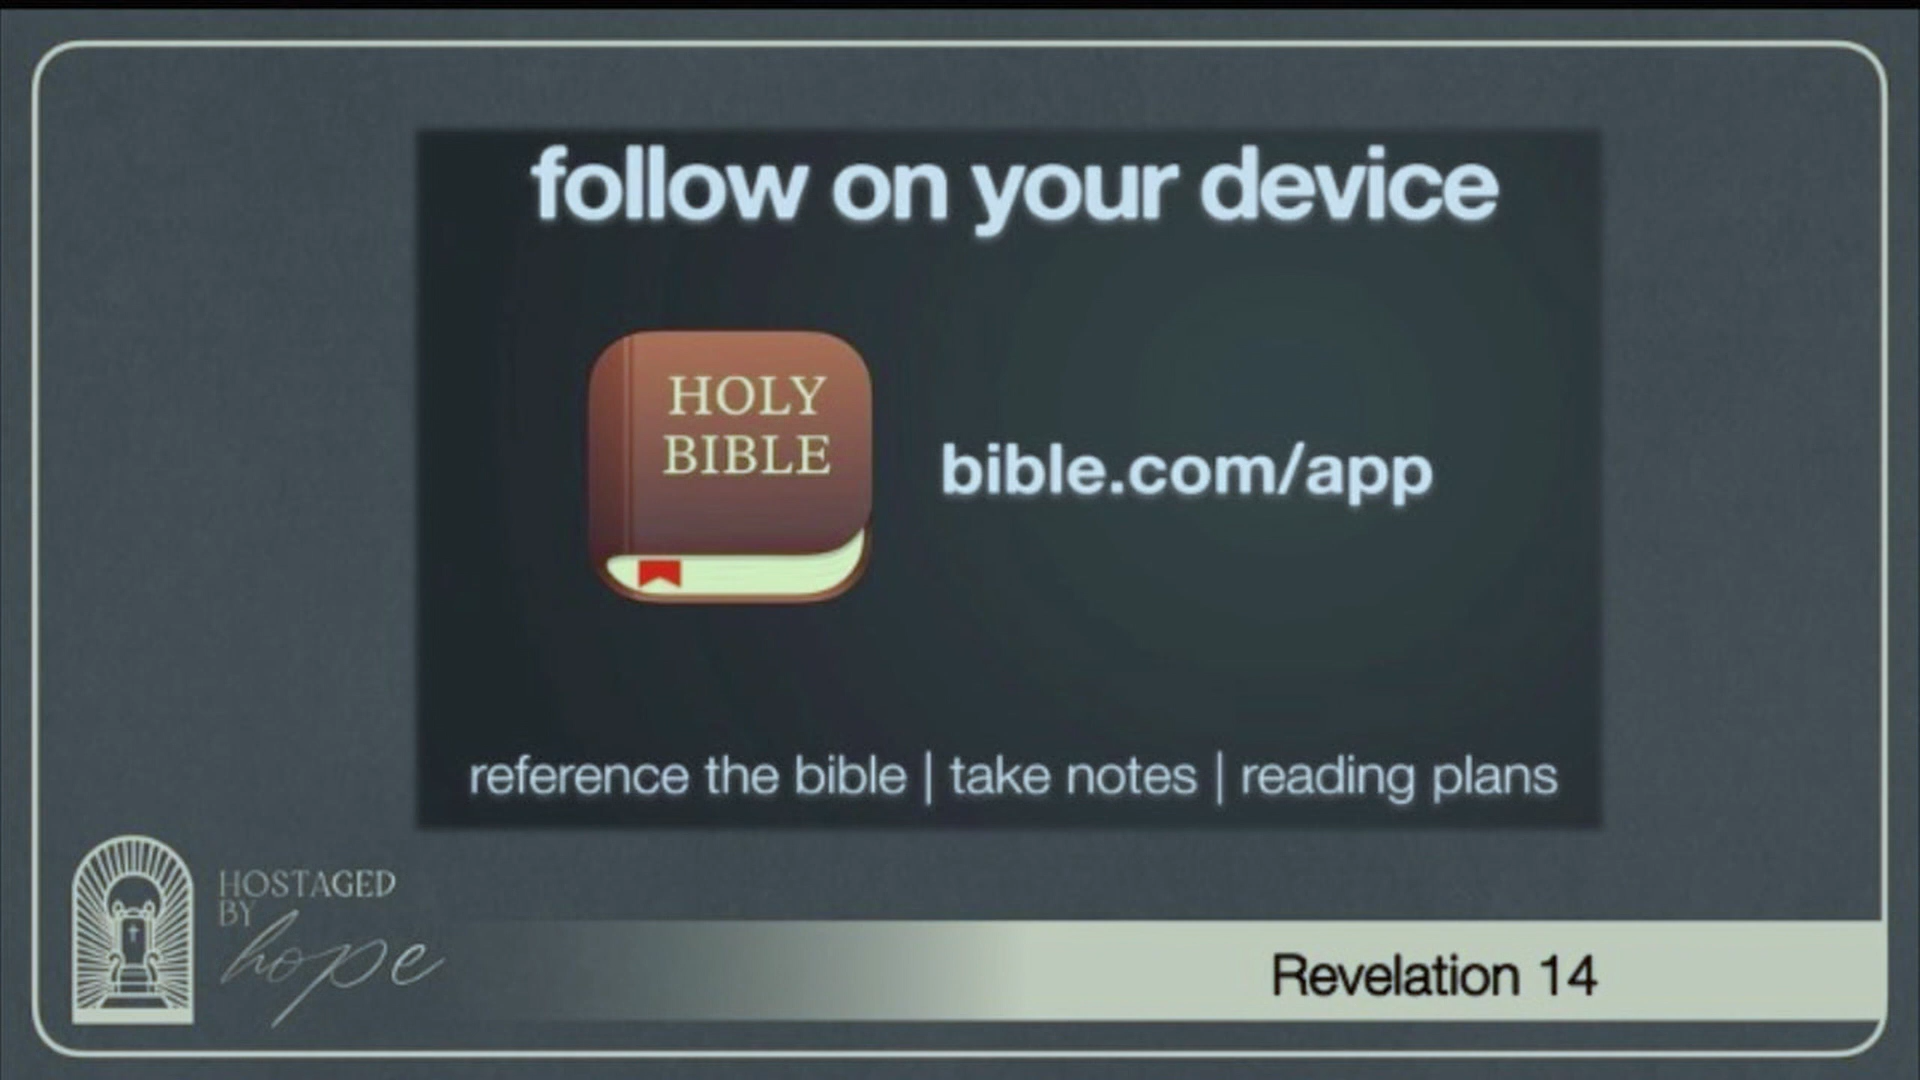 follow on your device
HOLY
BIBLE
bible.com/app
reference the bible | take notes | reading plans
HOSTAGED
BY
hope
Revelation 14